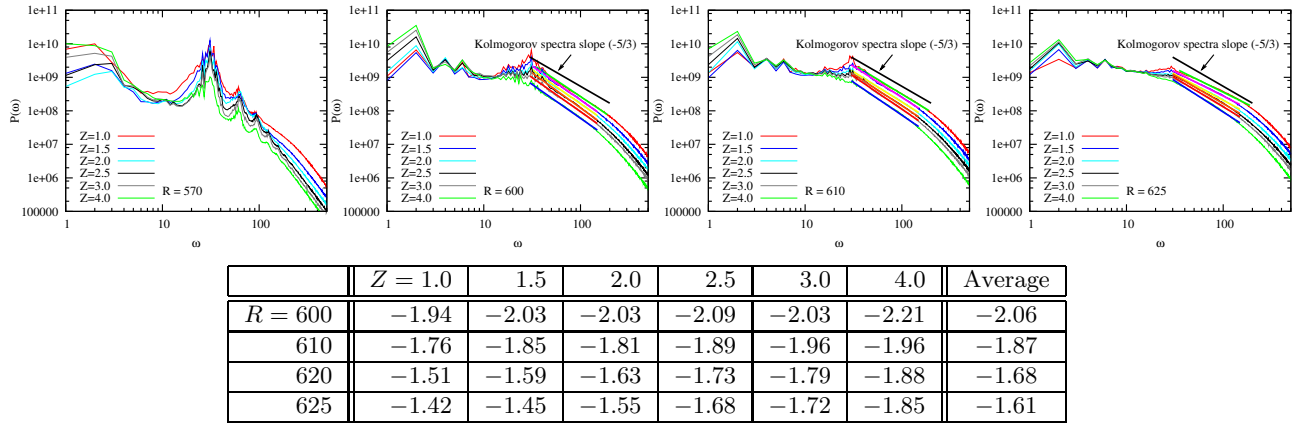 1e+11
1e+10
1e+09
1e+08
1e+07
1e+06
100000
P(ω)
Z=1.0
Z=1.5
Z=2.0
Z=2.5
Z=3.0
Z=4.0
R = 570
1 10 100
ω
1e+11
1e+10
1e+09
1e+08
1e+07
1e+06
100000
P(ω)
Kolmogorov spectra slope (-5/3)
Z=1.0
Z=1.5
Z=2.0
Z=2.5
Z=3.0
Z=4.0
R = 600
1 10 100
ω
1e+11
1e+10
1e+09
1e+08
1e+07
1e+06
100000
P(ω)
Kolmogorov spectra slope (-5/3)
Z=1.0
Z=1.5
Z=2.0
Z=2.5
Z=3.0
Z=4.0
R = 610
1 10 100
ω
1e+11
1e+10
1e+09
1e+08
1e+07
1e+06
100000
P(ω)
Kolmogorov spectra slope (-5/3)
Z=1.0
Z=1.5
Z=2.0
Z=2.5
Z=3.0
Z=4.0
R = 625
1 10 100
ω
Z = 1.0 1.5 2.0 2.5 3.0 4.0 Average
R = 600 −1.94 −2.03 −2.03 −2.09 −2.03 −2.21 −2.06
610 −1.76 −1.85 −1.81 −1.89 −1.96 −1.96 −1.87
620 −1.51 −1.59 −1.63 −1.73 −1.79 −1.88 −1.68
625 −1.42 −1.45 −1.55 −1.68 −1.72 −1.85 −1.61